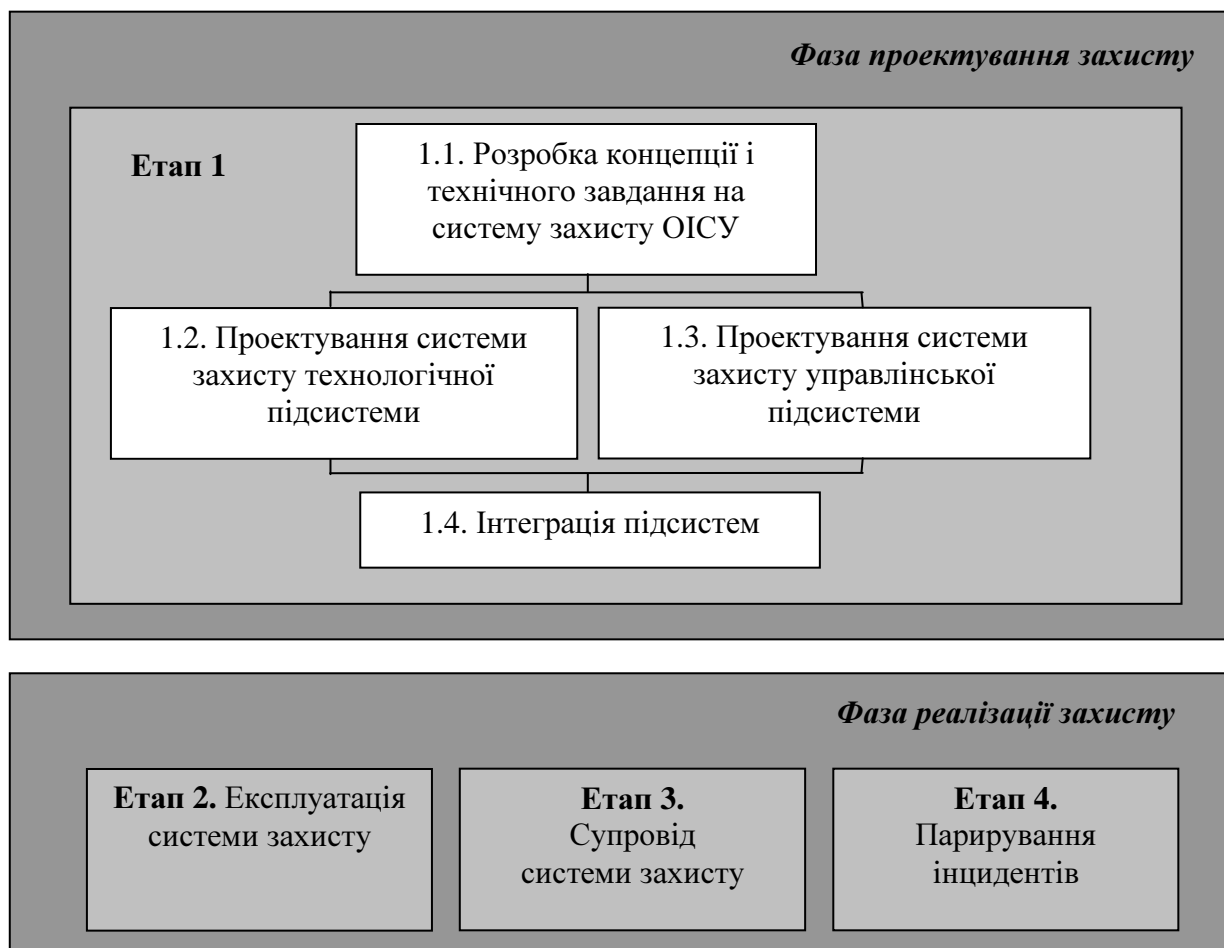 Фаза проектування захисту
Етап 1
1.1. Розробка концепції і
технічного завдання на
систему захисту ОІСУ
1.2. Проектування системи
захисту технологічної
підсистеми
1.3. Проектування системи
захисту управлінської
підсистеми
1.4. Інтеграція підсистем
Фаза реалізації захисту
Етап 2. Експлуатація
системи захисту
Етап 3.
Супровід
системи захисту
Етап 4.
Парирування
інцидентів